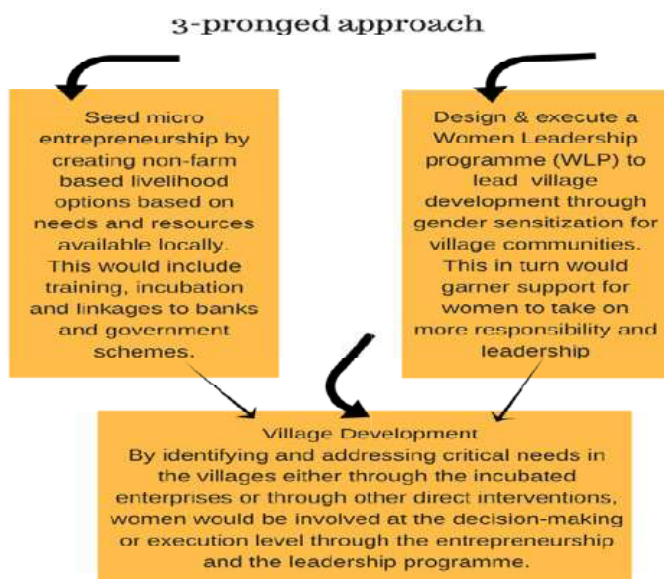 3-pronged approach
Seed micro
entrepreneurship by
creating non-farm
based livelihood
options based on
needs and resources
available locally.
This would include
training, incubation
and linkages to banks
and government
schemes.
Design & execute a
Women Leadership
programme (WLP) to
lead village
development through
gender sensitization for
village communities.
This in turn would
garner support for
women to take on
more responsibility and
leadership
Village Development
By identifying and addressing critical needs in
the villages either through the incubated
enterprises or through other direct interventions,
women would be involved at the decision-making
or execution level through the entrepreneurship
and the leadership programme.